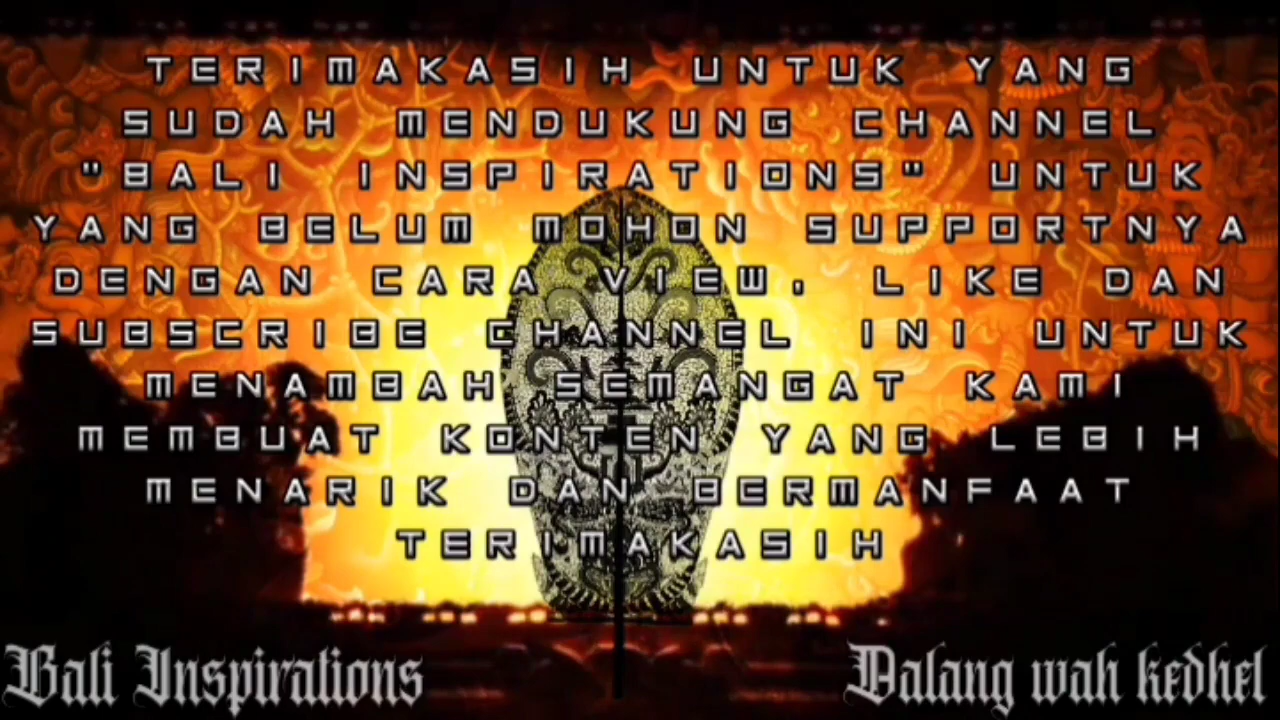 TERIMAKASIH UNTUK YANG
SUDAH MENDUKUNG CHANNEL
"BALI INSPIRATIONS" UNTUK
YANG BELUM MOHON SUPPORTNYA
DENGAN CARA VIEW, LIKE DAN
SUBSCRIBE CHANNEL INI UNTUK
MENAMBAH SEMANGAT KAMI
MEMBUAT KONTEN YANG LEBIH
MENARIK DAN BERMANFAAT
TERIMAKASIH
Bali Inspirations
Dalang wah kedhel